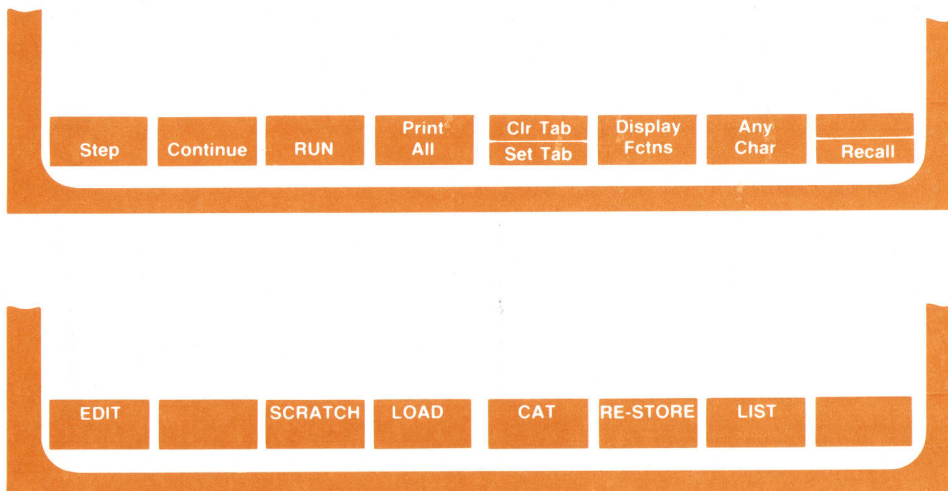 Print Clr Tab Display Any
Step Continue RUN All Set Tab Fctns Char Recall
EDIT SCRATCH LOAD CAT RE-STORE LIST